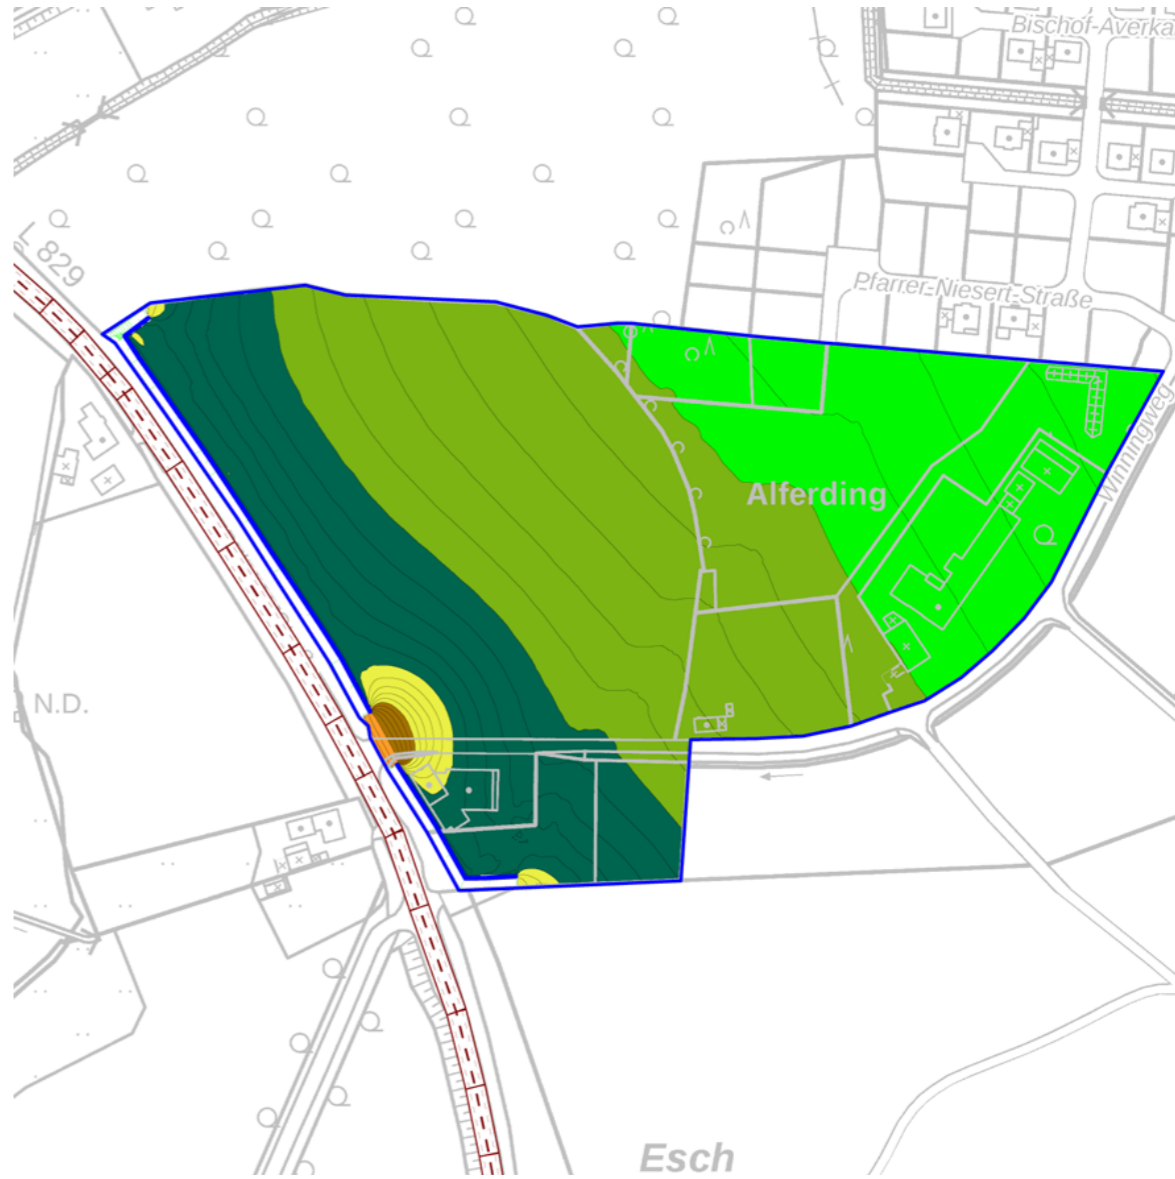 Bischof-Averka
L 829
Pfarrer-Niesert-Straße
Winningweg
Alferding
N.D.
Esch